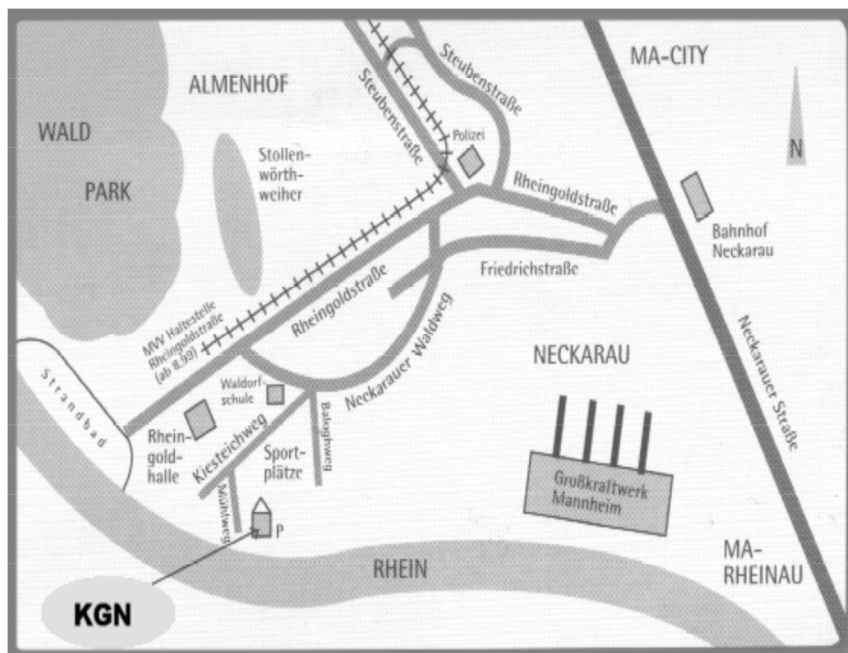 MA-CITY
ALMENHOF
WALD
PARK
Stollen-
wörth-
weiher
Steubenstraße
Steubenstraße
Polizei
N
Rheingoldstraße
Bahnhof
Neckarau
Friedrichstraße
Rheingoldstraße
MVV Haltestelle
Rheingoldstraße
(ab 8.99)
Neckarauer Waldweg
Neckarauer Straße
NECKARAU
Strandbad
Waldorf-
schule
Rhein-
gold-
halle
Kiesteichweg
Baloghweg
Sport-
plätze
Mühlweg
P
Großkraftwerk
Mannheim
MA-
RHEINAU
RHEIN
KGN